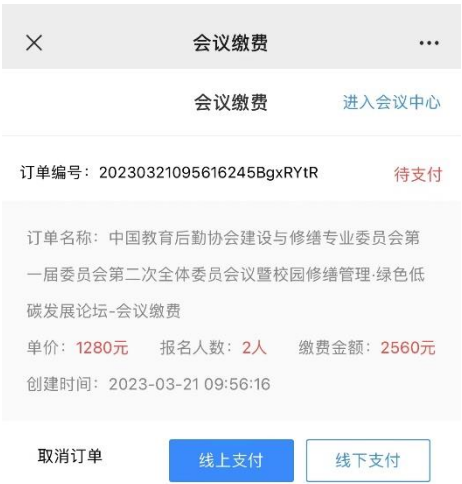 会议缴费
会议缴费 进入会议中心
订单编号：20230321095616245BgxRYtR 待支付
订单名称：中国教育后勤协会建设与修缮专业委员会第
一届委员会第二次全体委员会议暨校园修缮管理·绿色低
碳发展论坛-会议缴费
单价：1280元 报名人数：2人 缴费金额：2560元
创建时间：2023-03-21 09:56:16
取消订单 线上支付 线下支付